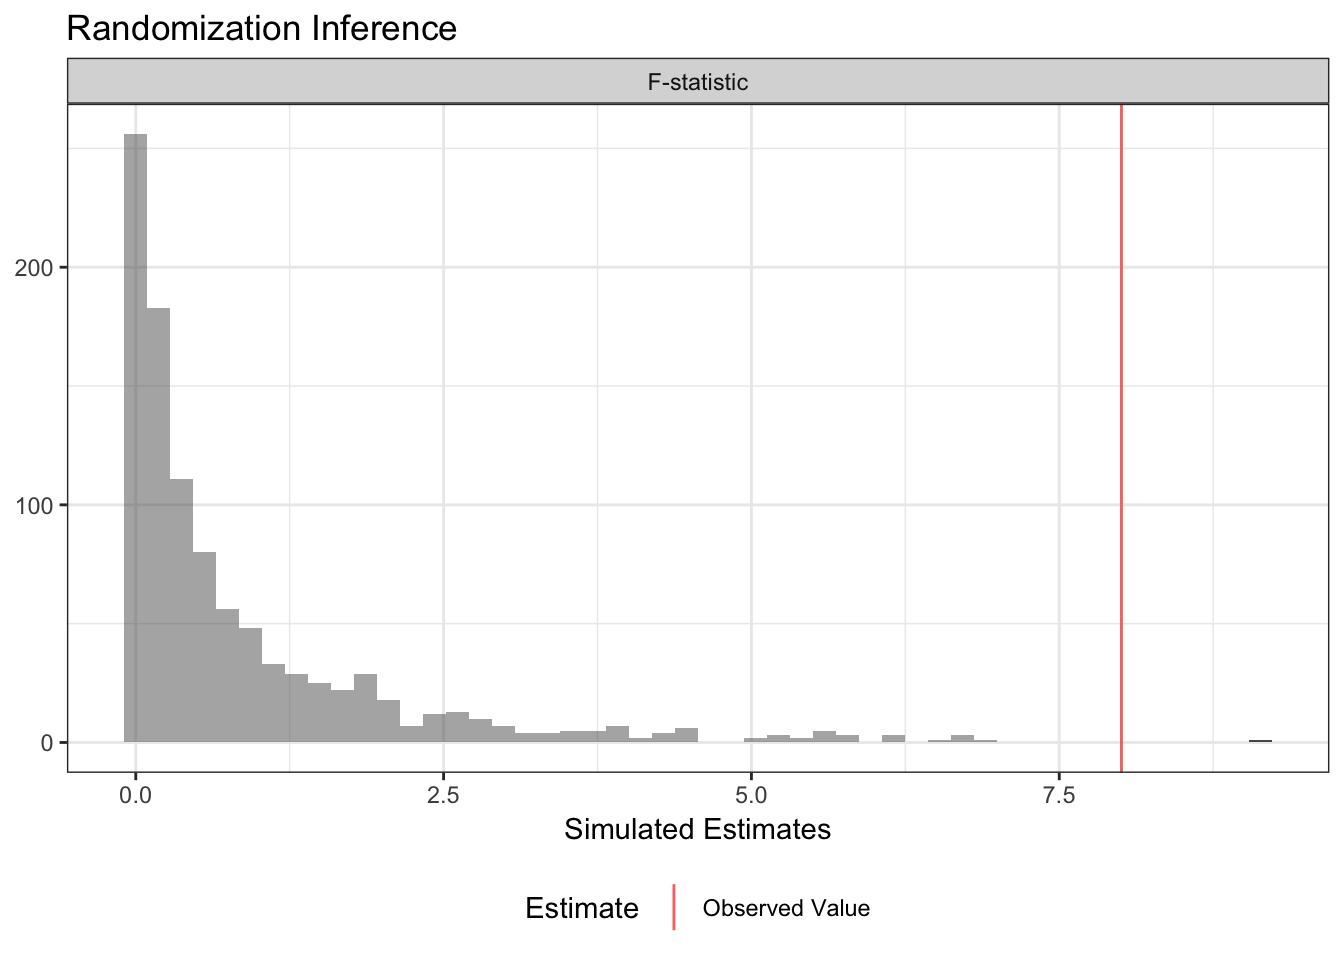 Randomization Inference
F-statistic
200
100
0
0.0 2.5 5.0 7.5
Simulated Estimates
Estimate Observed Value